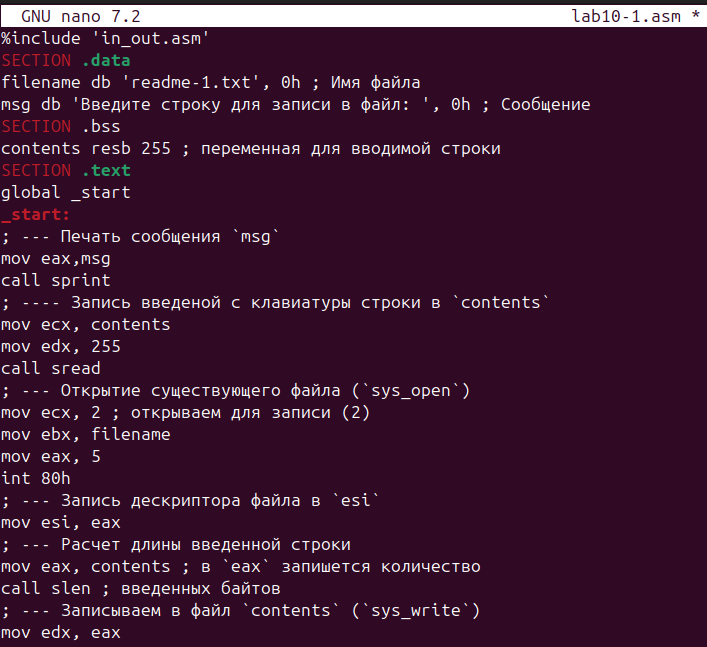 GNU nano 7.2 lab10-1.asm *
%include 'in_out.asm'
SECTION .data
filename db 'readme-1.txt', 0h ; Имя файла
msg db 'Введите строку для записи в файл: ', 0h ; Сообщение
SECTION .bss
contents resb 255 ; переменная для вводимой строки
SECTION .text
global _start
_start:
; --- Печать сообщения `msg`
mov eax,msg
call sprint
; ---- Запись введеной с клавиатуры строки в `contents`
mov ecx, contents
mov edx, 255
call sread
; --- Открытие существующего файла (`sys_open`)
mov ecx, 2 ; открываем для записи (2)
mov ebx, filename
mov eax, 5
int 80h
; --- Запись дескриптора файла в `esi`
mov esi, eax
; --- Расчет длины введенной строки
mov eax, contents ; в `eax` запишется количество
call slen ; введенных байтов
; --- Записываем в файл `contents` (`sys_write`)
mov edx, eax